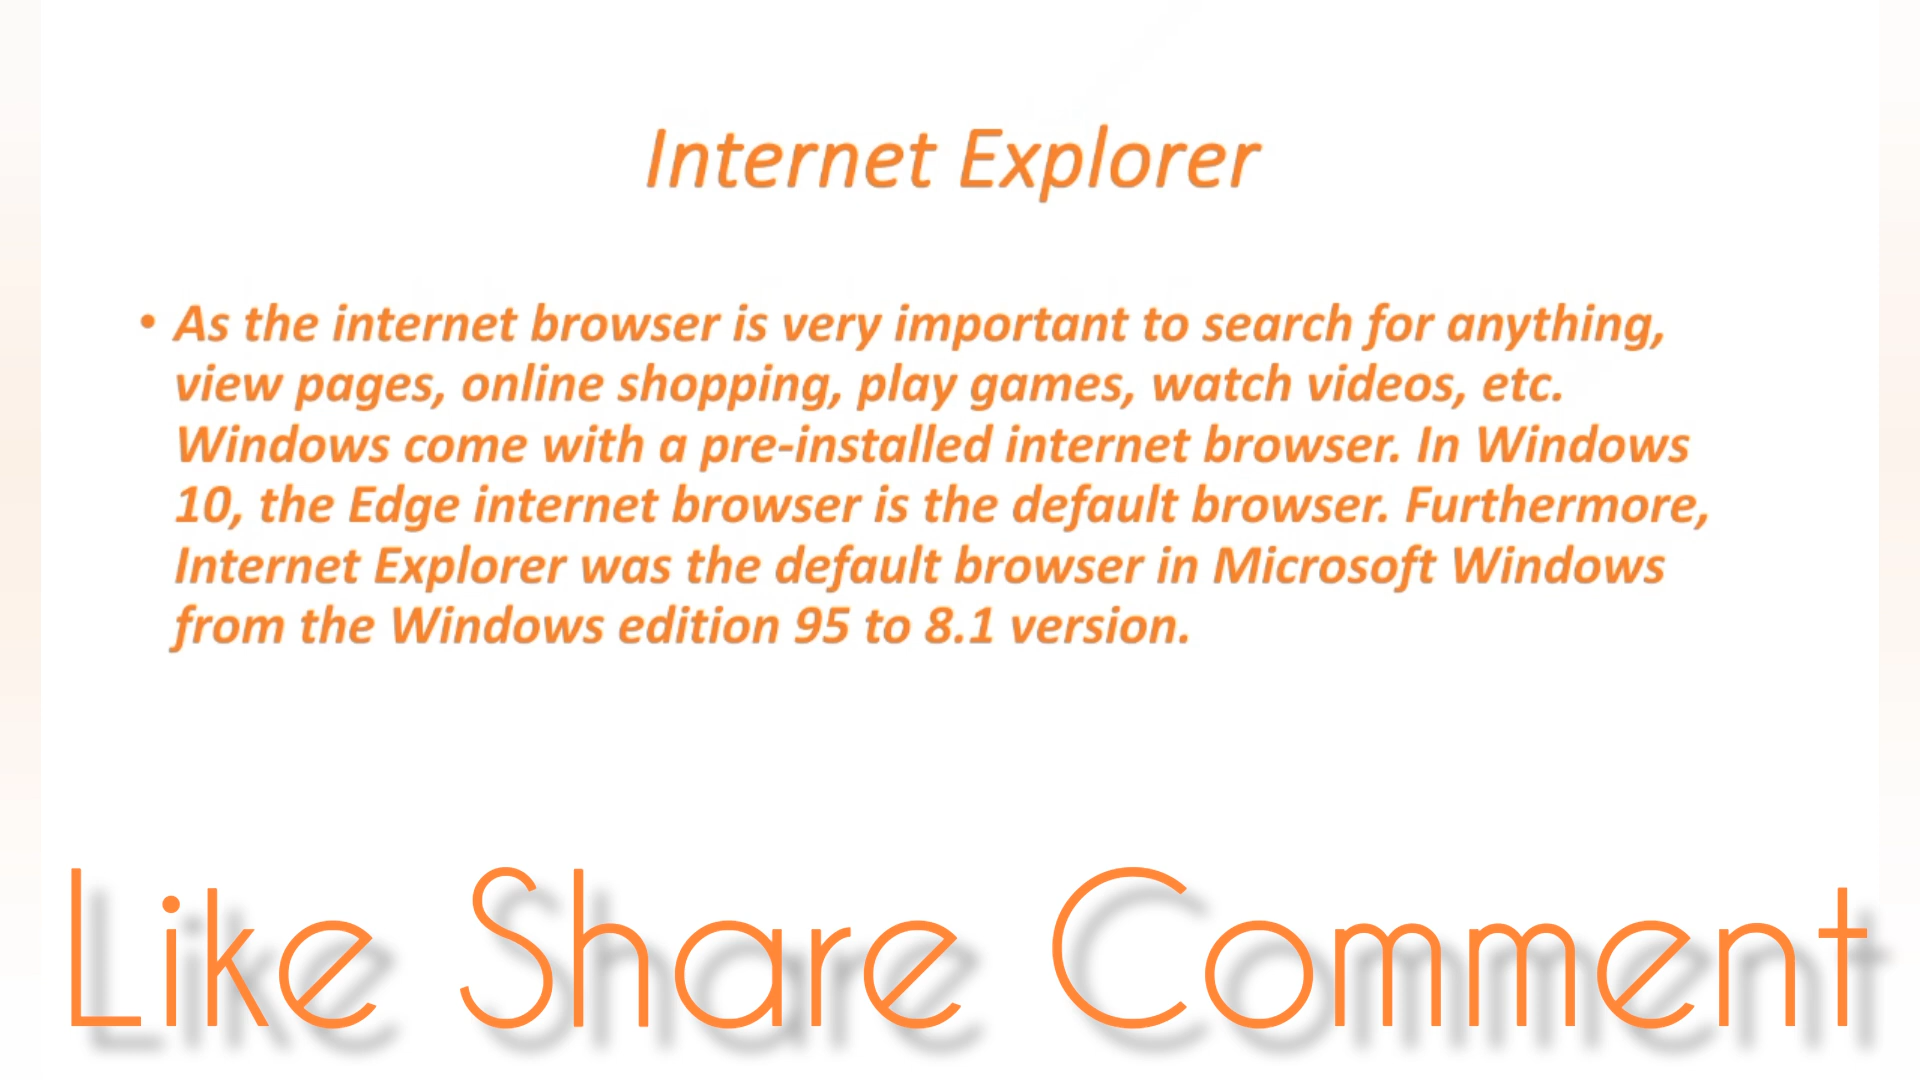 Internet Explorer
• As the internet browser is very important to search for anything,
view pages, online shopping, play games, watch videos, etc.
Windows come with a pre-installed internet browser. In Windows
10, the Edge internet browser is the default browser. Furthermore,
Internet Explorer was the default browser in Microsoft Windows
from the Windows edition 95 to 8.1 version.
Like Share Comment